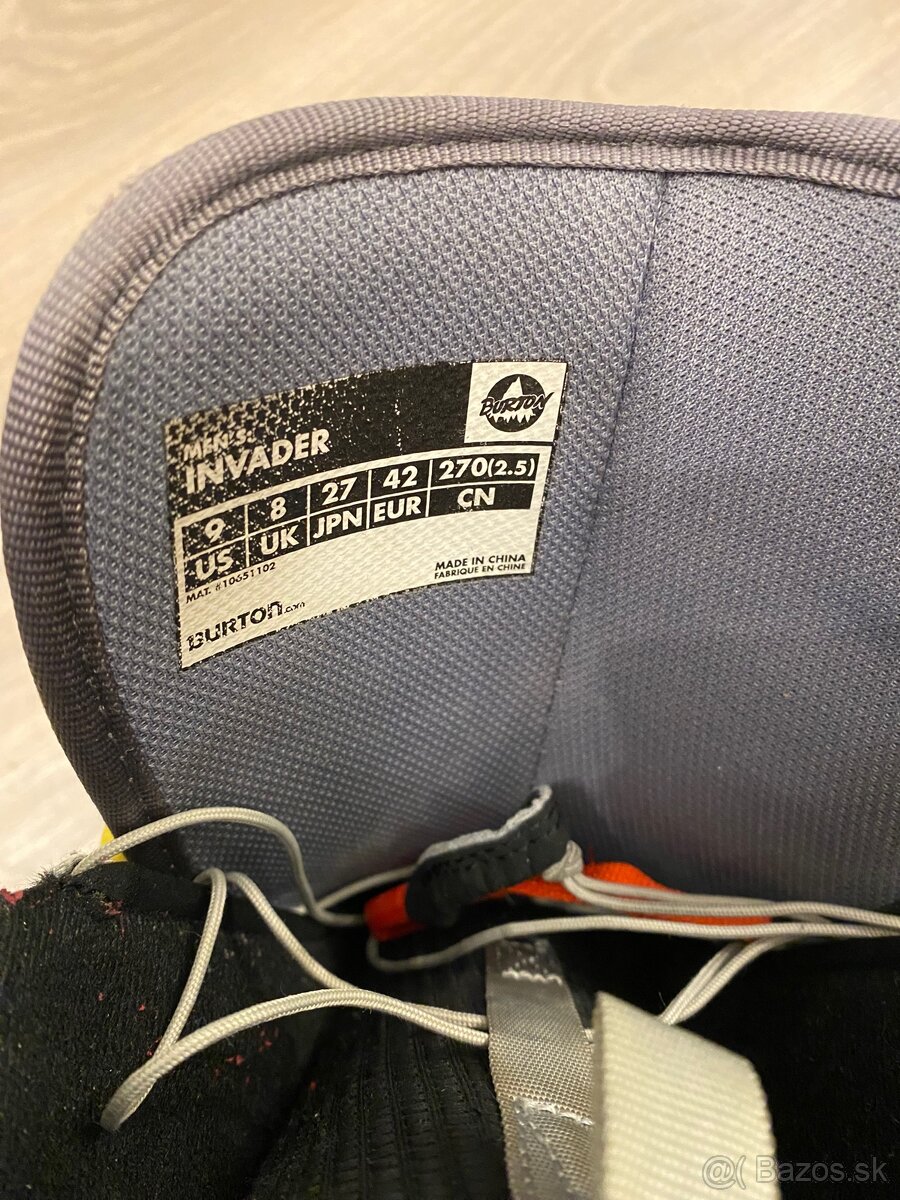 MEN'S:
INVADER
BURTON
9 8 27 42 270(2.5)
US UK JPN EUR CN
MAT. #10651102
MADE IN CHINA
FABRIQUE EN CHINE
BURTON.com
@( Bazos.sk